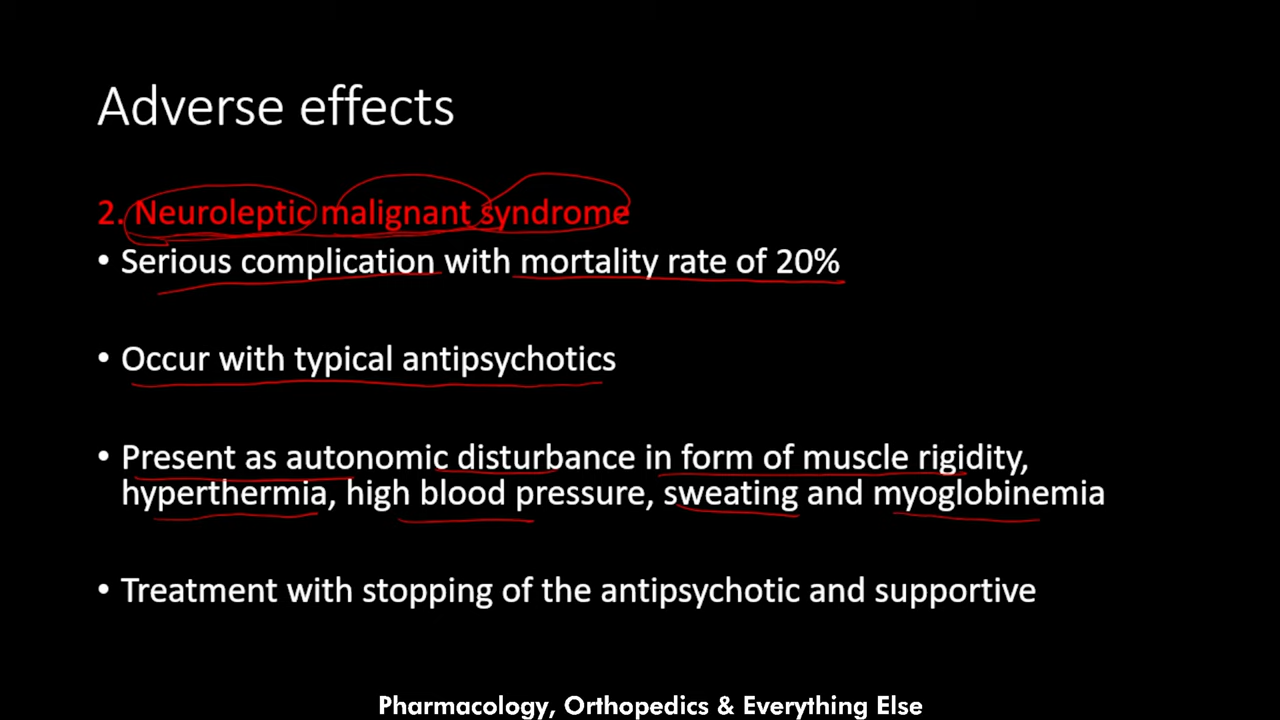 Adverse effects
2. Neuroleptic malignant syndrome
• Serious complication with mortality rate of 20%
• Occur with typical antipsychotics
• Present as autonomic disturbance in form of muscle rigidity,
hyperthermia, high blood pressure, sweating and myoglobinemia
• Treatment with stopping of the antipsychotic and supportive
Pharmacology, Orthopedics & Everything Else